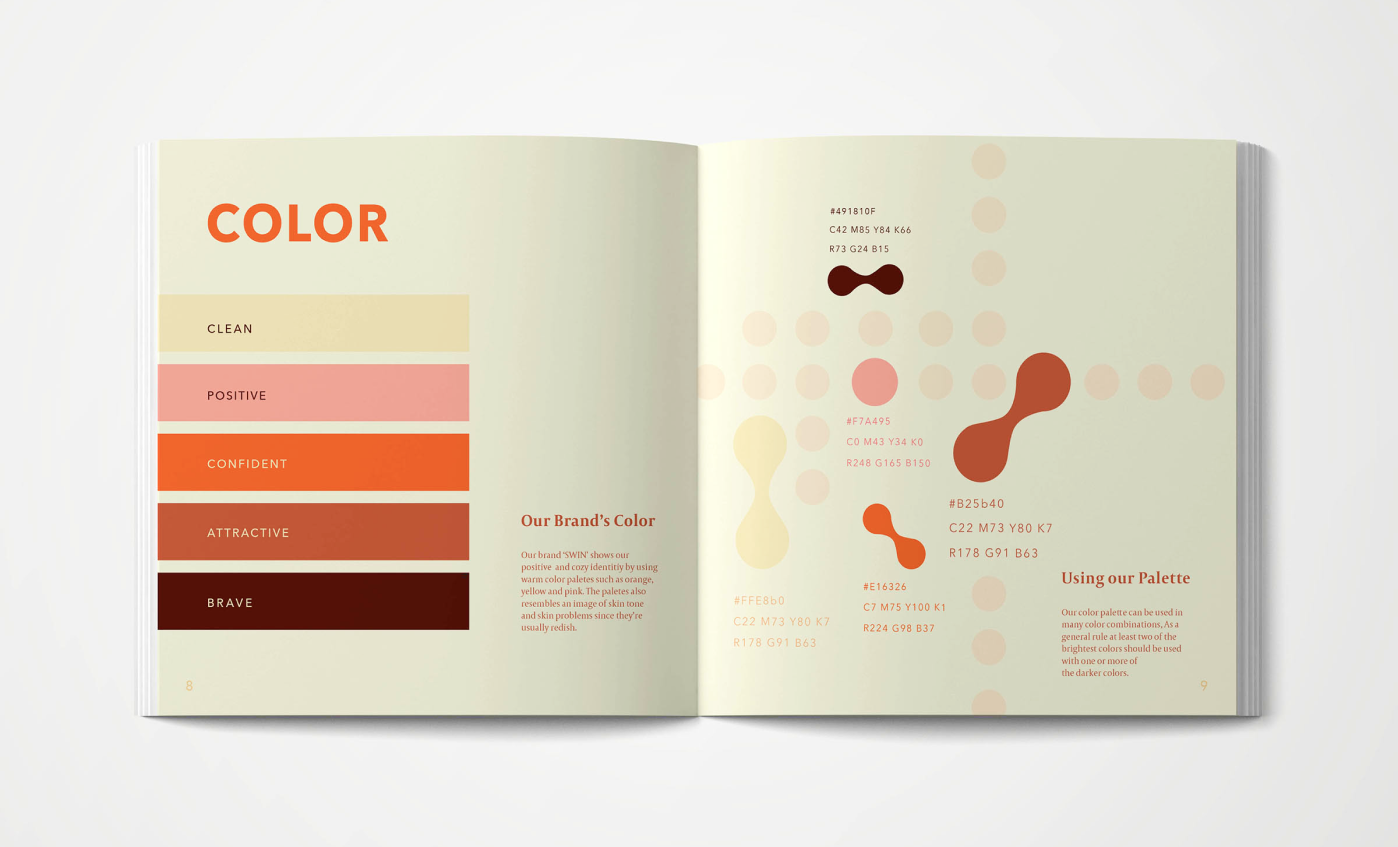 COLOR
CLEAN
POSITIVE
CONFIDENT
ATTRACTIVE
BRAVE
Our Brand's Color
Our brand 'SWIN' shows our
positive and cozy identitiy by using
warm color paletes such as orange,
yellow and pink. The paletes also
resembles an image of skin tone
and skin problems since they're
usually redish.
8
#491810F
C42 M85 Y84 K66
R73 G24 B15
#F7A495
C0 M43 Y34 K0
R248 G165 B150
#B25b40
C22 M73 Y80 K7
R178 G91 B63
#FFE8b0
C22 M73 Y80 K7
R178 G91 B63
#E16326
C7 M75 Y100 K1
R224 G98 B37
Using our Palette
Our color palette can be used in
many color combinations, As a
general rule at least two of the
brightest colors should be used
with one or more of
the darker colors.
9